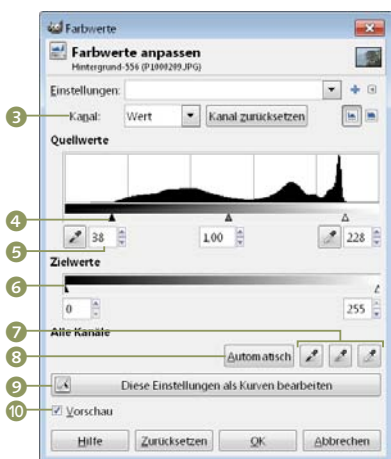 Farbwerte
Farbwerte anpassen
Hintergrund-556 (P1000209.JPG)
Einstellungen:
3 Kanal: Wert Kanal zurücksetzen
Quellwerte
4
5 38 1.00 228
Zielwerte
6
0 255
7
Alle Kanäle
8 Automatisch
9 Diese Einstellungen als Kurven bearbeiten
10 Vorschau
Hilfe Zurücksetzen OK Abbrechen